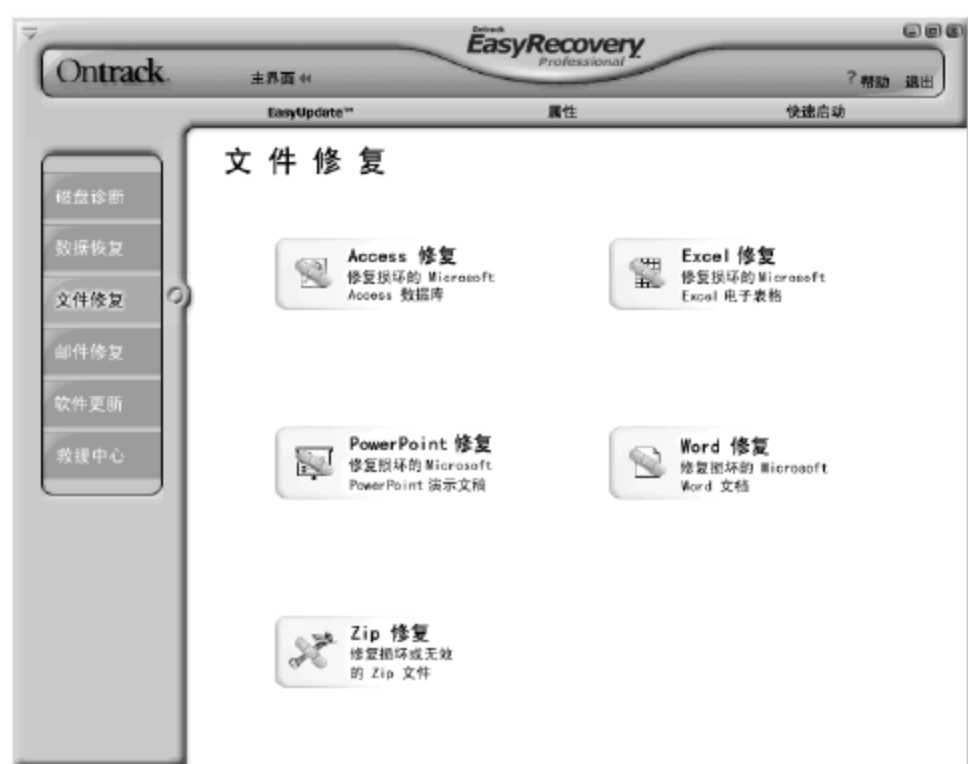 Ontrack
EasyRecovery
Professional
Ontrack.
主界面
? 帮助 退出
EasyUpdate™ 属性 快速启动
文件修复
磁盘诊断
数据恢复
文件修复
邮件修复
软件更新
救援中心
Access 修复
修复损坏的 Microsoft
Access 数据库
Excel 修复
修复损坏的 Microsoft
Excel 电子表格
PowerPoint 修复
修复损坏的 Microsoft
PowerPoint 演示文稿
Word 修复
修复损坏的 Microsoft
Word 文档
Zip 修复
修复损坏或无效
的 Zip 文件